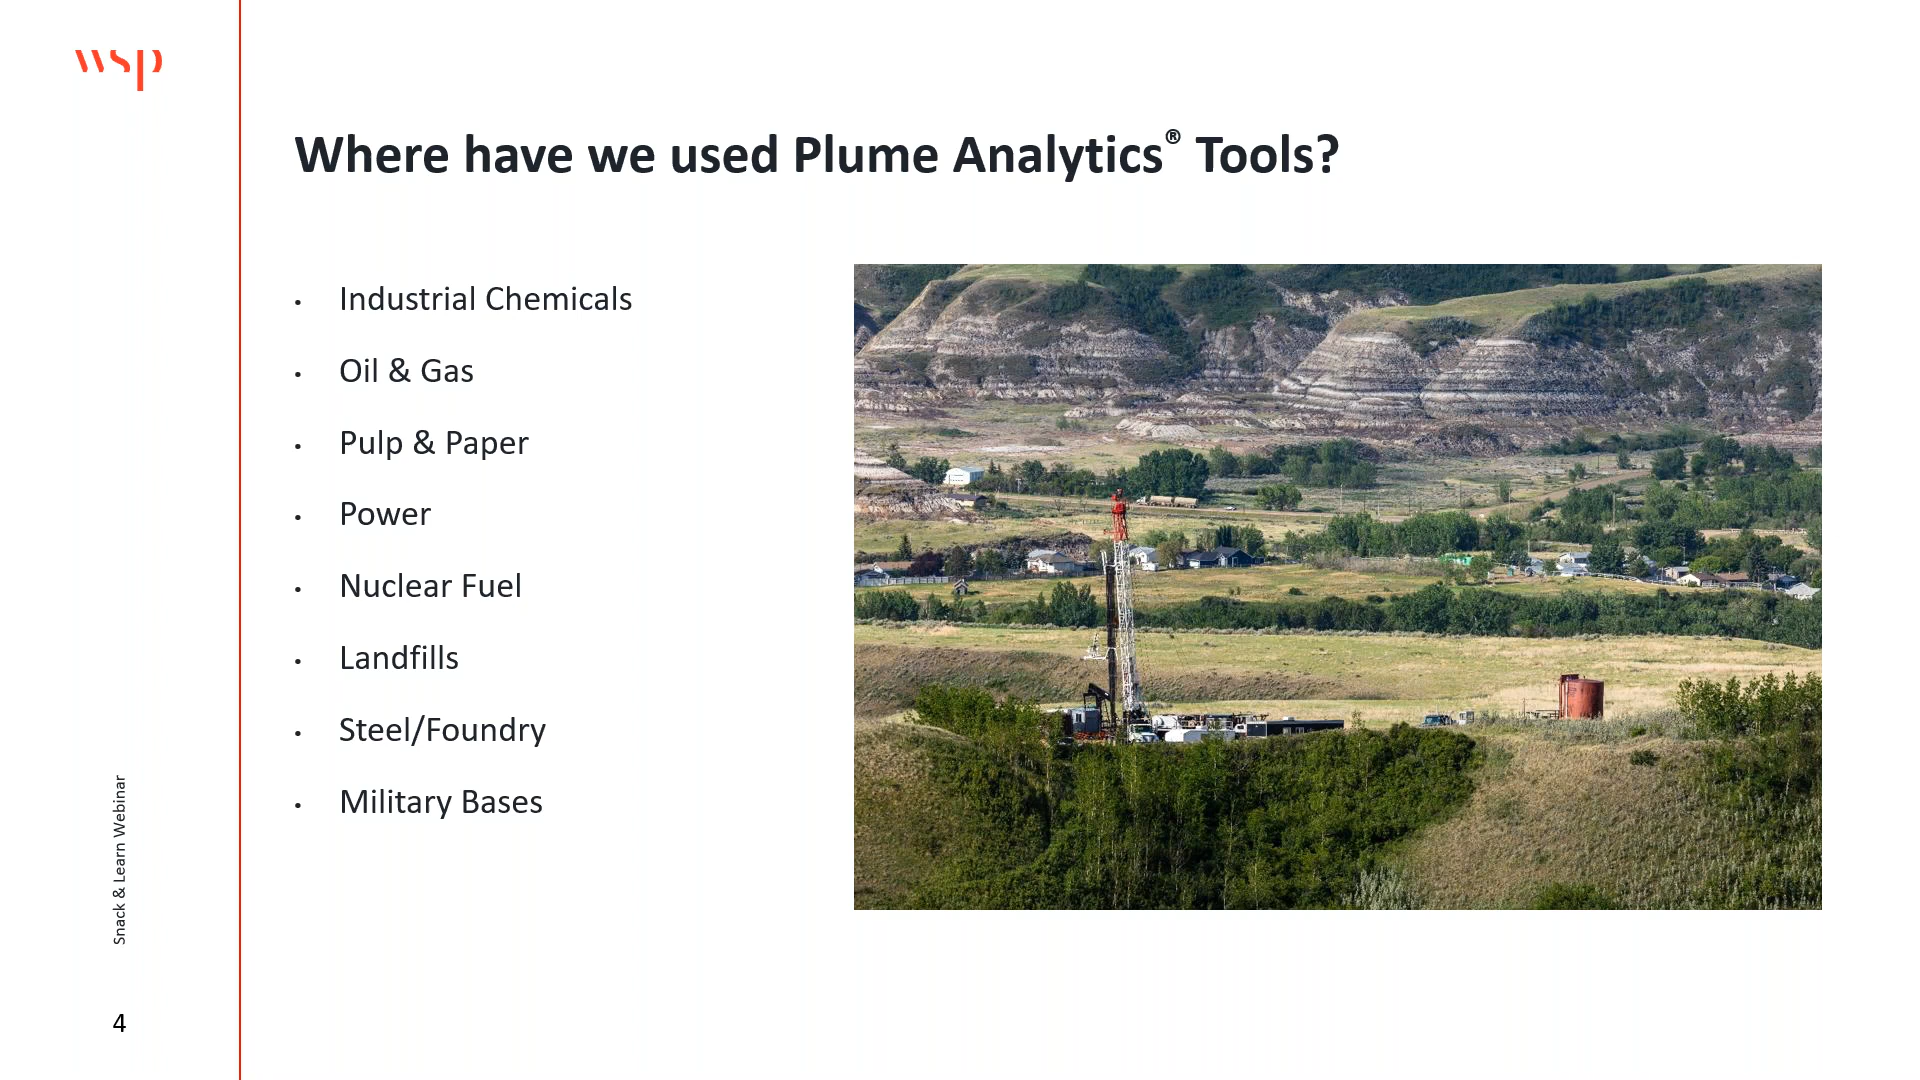 wsp
Where have we used Plume Analytics® Tools?
• Industrial Chemicals
• Oil & Gas
• Pulp & Paper
• Power
• Nuclear Fuel
• Landfills
• Steel/Foundry
• Military Bases
Snack & Learn Webinar
4